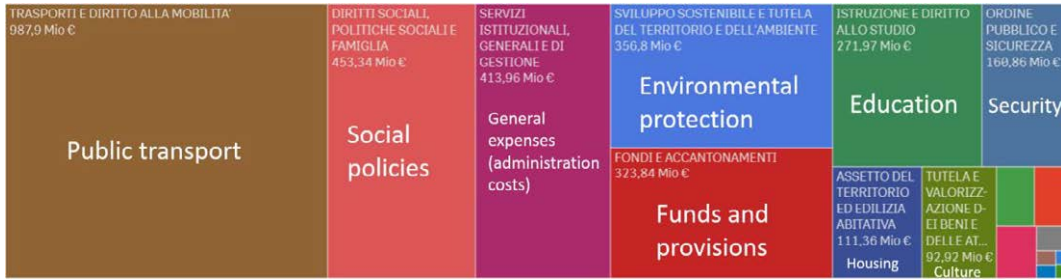 TRASPORTI E DIRITTO ALLA MOBILITA'
987,9 Mio €
Public transport
DIRITTI SOCIALI,
POLITICHE SOCIALI E
FAMIGLIA
453,34 Mio €
Social
policies
SERVIZI
ISTITUZIONALI,
GENERALI E DI
GESTIONE
413,96 Mio €
General
expenses
(administration
costs)
SVILUPPO SOSTENIBILE E TUTELA
DEL TERRITORIO E DELL'AMBIENTE
356,8 Mio €
Environmental
protection
FONDI E ACCANTONAMENTI
323,84 Mio €
Funds and
provisions
ISTRUZIONE E DIRITTO
ALLO STUDIO
271,97 Mio €
Education
ORDINE
PUBBLICO E
SICUREZZA
160,86 Mio €
Security
ASSETTO DEL
TERRITORIO
ED EDILIZIA
ABITATIVA
111,36 Mio €
Housing
TUTELA E
VALORIZZ-
AZIONE D-
EI BENI E
DELLE AT...
92,92 Mio €
Culture